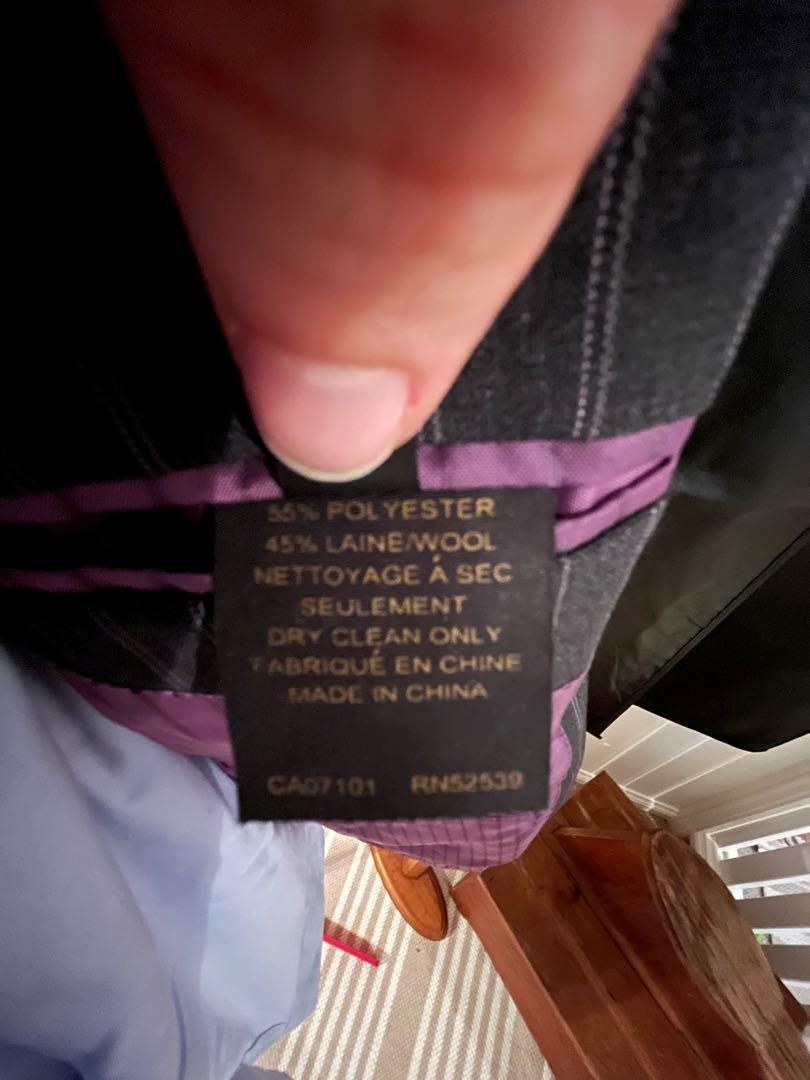 55% POLYESTER
45% LAINE/WOOL
NETTOYAGE Á SEC
SEULEMENT
DRY CLEAN ONLY
FABRIQUÉ EN CHINE
MADE IN CHINA
CA07101 RN52539